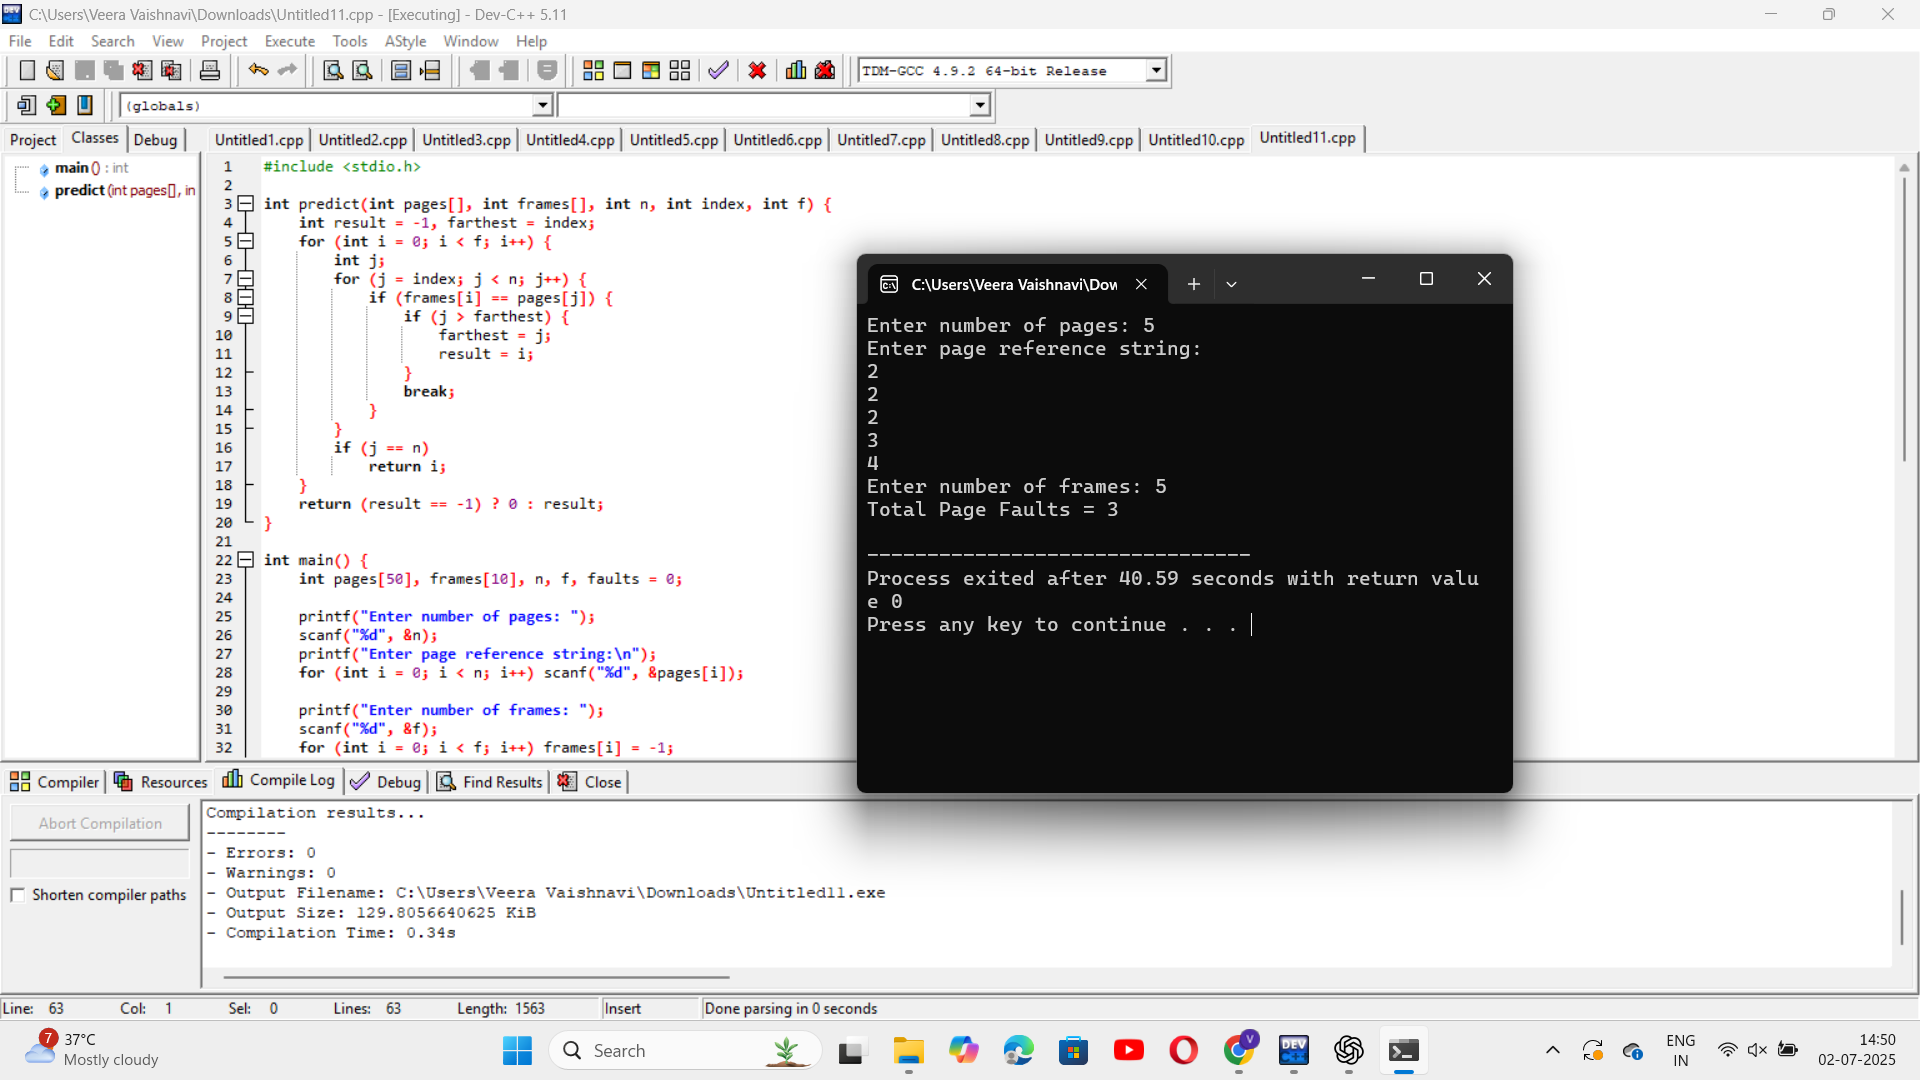 C:\Users\Veera Vaishnavi\Downloads\Untitled11.cpp - [Executing] - Dev-C++ 5.11
File Edit Search View Project Execute Tools AStyle Window Help
TDM-GCC 4.9.2 64-bit Release
(globals)
Project Classes Debug
Untitled1.cpp Untitled2.cpp Untitled3.cpp Untitled4.cpp Untitled5.cpp Untitled6.cpp Untitled7.cpp Untitled8.cpp Untitled9.cpp Untitled10.cpp Untitled11.cpp
main () : int
predict (int pages[], in
1 #include <stdio.h>
2
3 int predict(int pages[], int frames[], int n, int index, int f) {
4 int result = -1, farthest = index;
5 for (int i = 0; i < f; i++) {
6 int j;
7 for (j = index; j < n; j++) {
8 if (frames[i] == pages[j]) {
9 if (j > farthest) {
10 farthest = j;
11 result = i;
12 }
13 break;
14 }
15 }
16 if (j == n)
17 return i;
18 }
19 return (result == -1) ? 0 : result;
20 }
21
22 int main() {
23 int pages[50], frames[10], n, f, faults = 0;
24
25 printf("Enter number of pages: ");
26 scanf("%d", &n);
27 printf("Enter page reference string:\n");
28 for (int i = 0; i < n; i++) scanf("%d", &pages[i]);
29
30 printf("Enter number of frames: ");
31 scanf("%d", &f);
32 for (int i = 0; i < f; i++) frames[i] = -1;
C:\Users\Veera Vaishnavi\Dow
Enter number of pages: 5
Enter page reference string:
2
2
2
3
4
Enter number of frames: 5
Total Page Faults = 3
--------------------------------
Process exited after 40.59 seconds with return valu
e 0
Press any key to continue . . .
Compiler Resources Compile Log Debug Find Results Close
Abort Compilation
Shorten compiler paths
Compilation results...
--------
- Errors: 0
- Warnings: 0
- Output Filename: C:\Users\Veera Vaishnavi\Downloads\Untitled11.exe
- Output Size: 129.8056640625 KiB
- Compilation Time: 0.34s
Line: 63 Col: 1 Sel: 0 Lines: 63 Length: 1563 Insert Done parsing in 0 seconds
7
37°C
Mostly cloudy
Search
V
DEV
C++
ENG
IN
14:50
02-07-2025